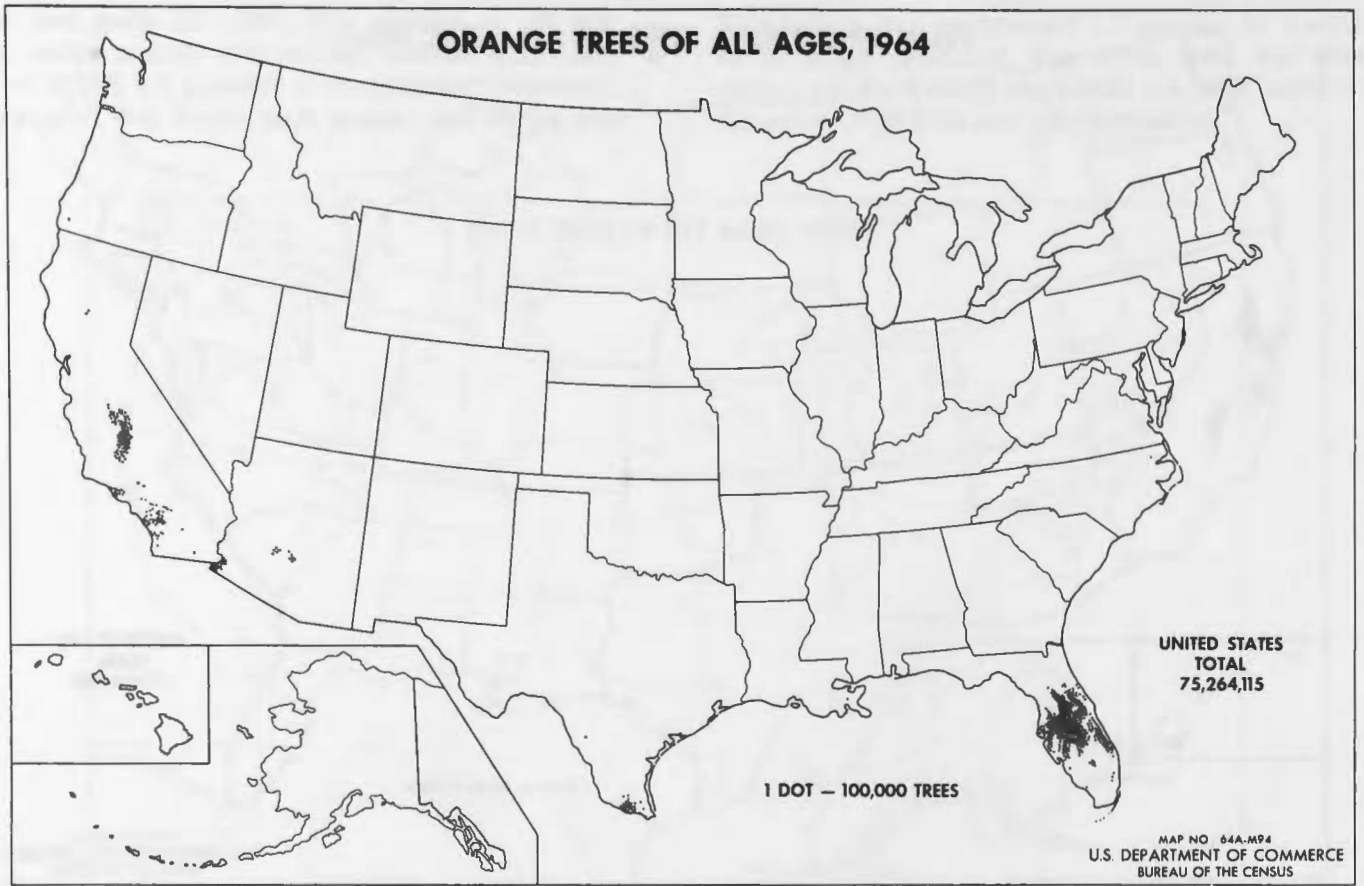 ORANGE TREES OF ALL AGES, 1964
UNITED STATES
TOTAL
75,264,115
1 DOT — 100,000 TREES
MAP NO. 64A-M94
U.S. DEPARTMENT OF COMMERCE
BUREAU OF THE CENSUS